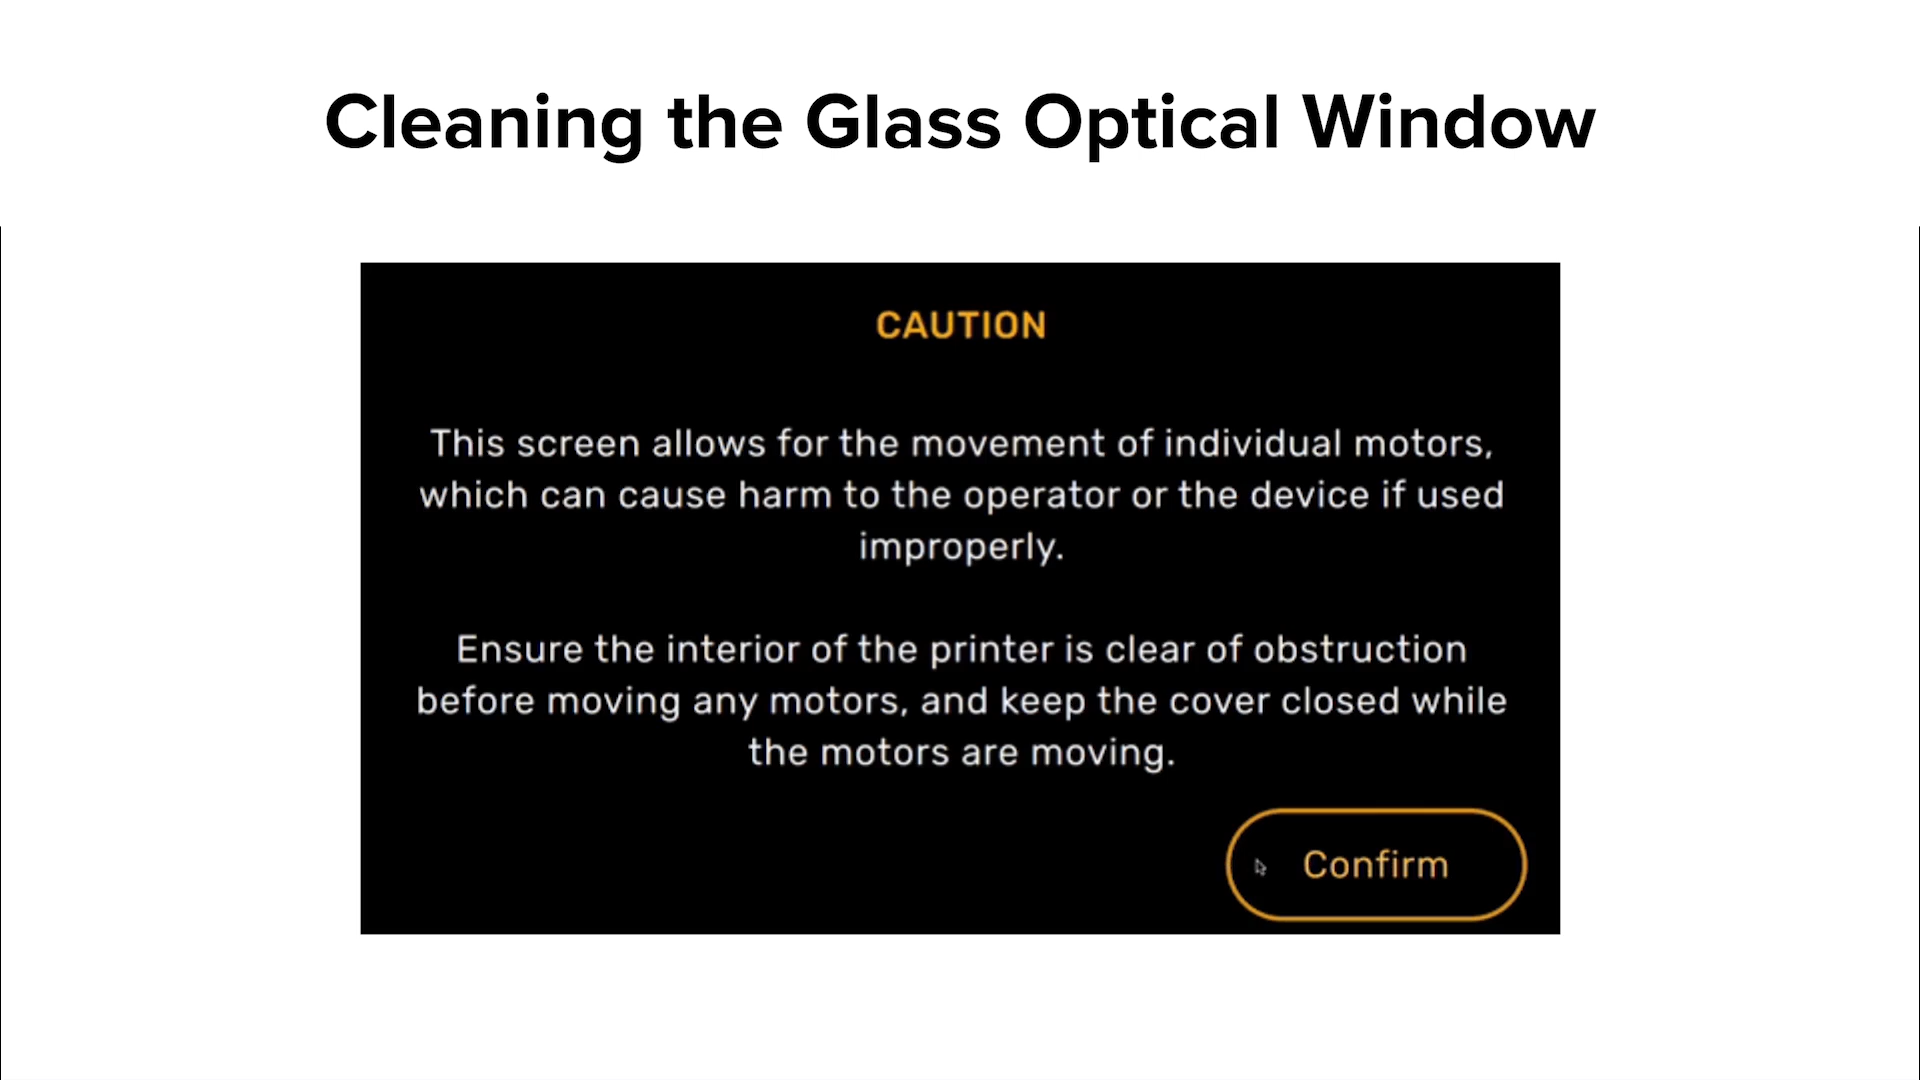 Cleaning the Glass Optical Window
CAUTION
This screen allows for the movement of individual motors,
which can cause harm to the operator or the device if used
improperly.
Ensure the interior of the printer is clear of obstruction
before moving any motors, and keep the cover closed while
the motors are moving.
Confirm